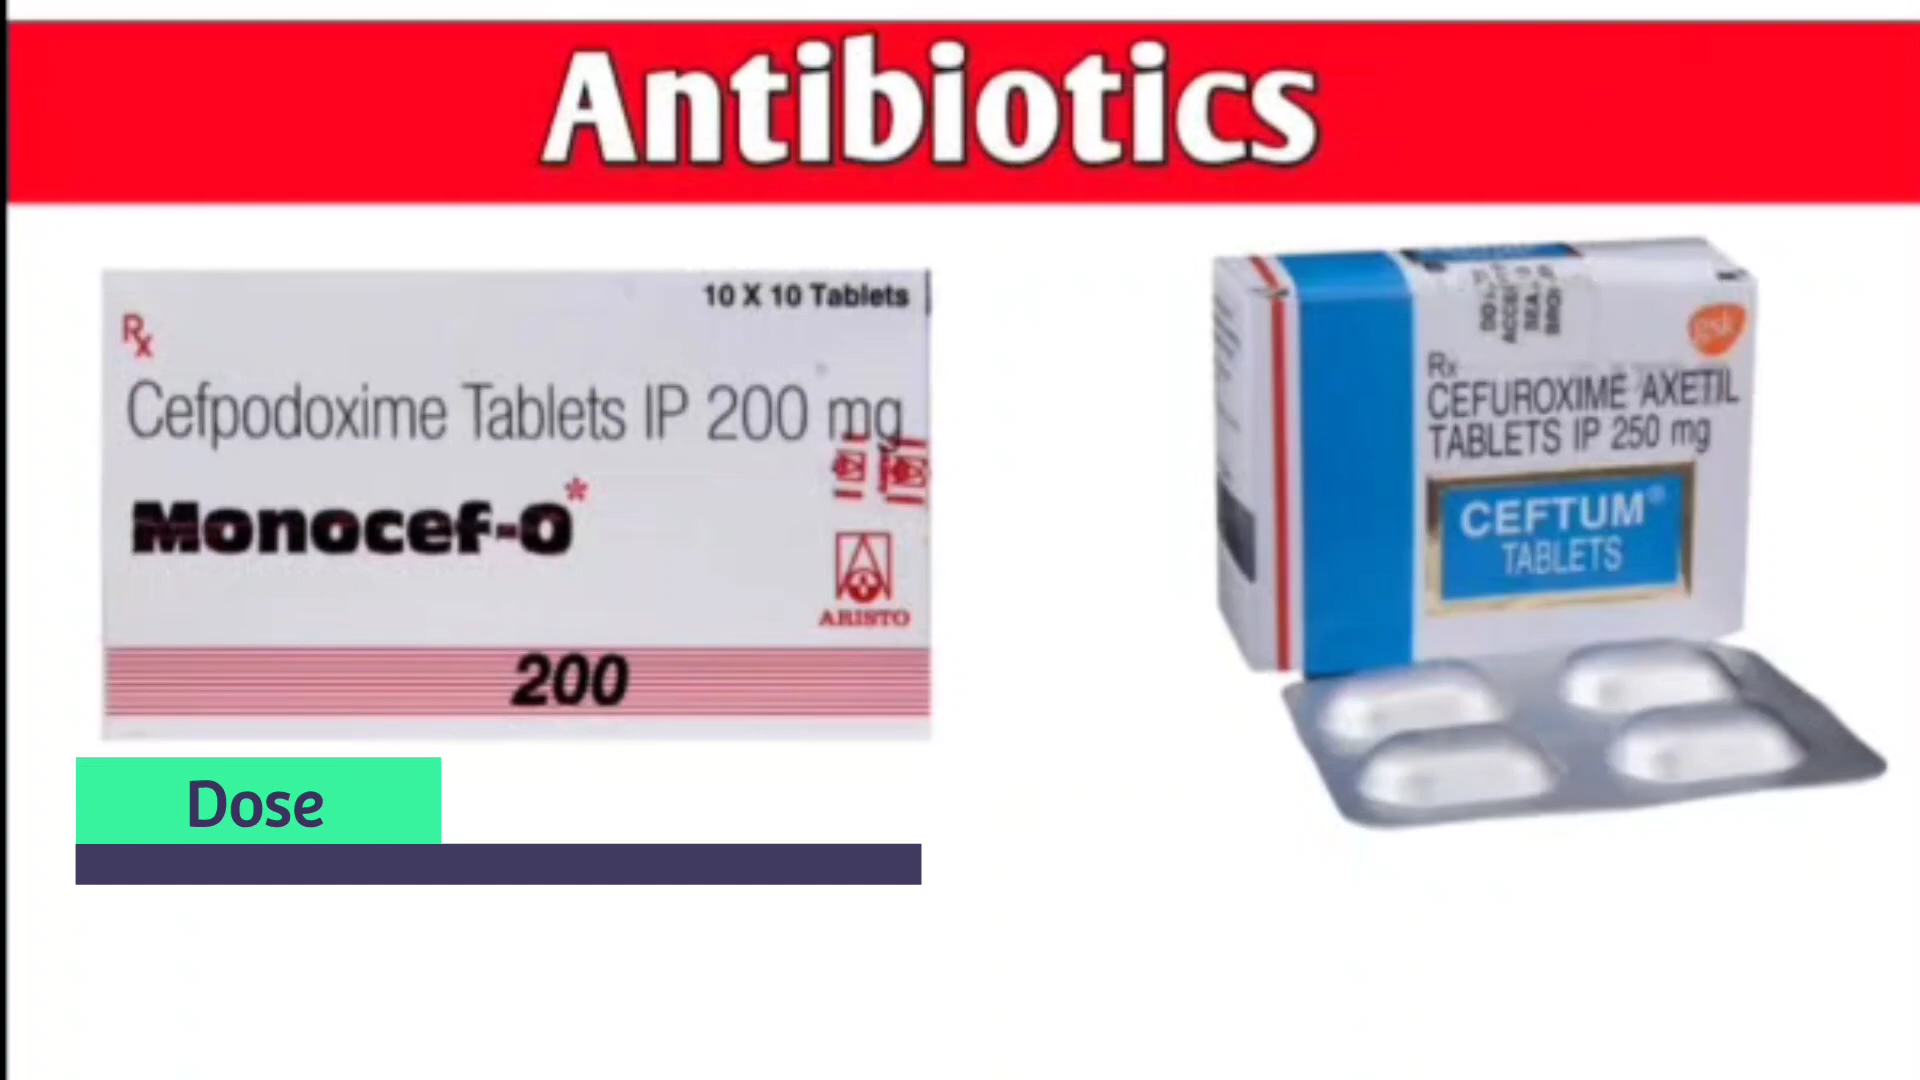 Antibiotics
10 X 10 Tablets
Rx
Cefpodoxime Tablets IP 200 mg
Monocef-O*
ARISTO
200
Dose
gsk
Rx
CEFUROXIME AXETIL
TABLETS IP 250 mg
CEFTUM®
TABLETS